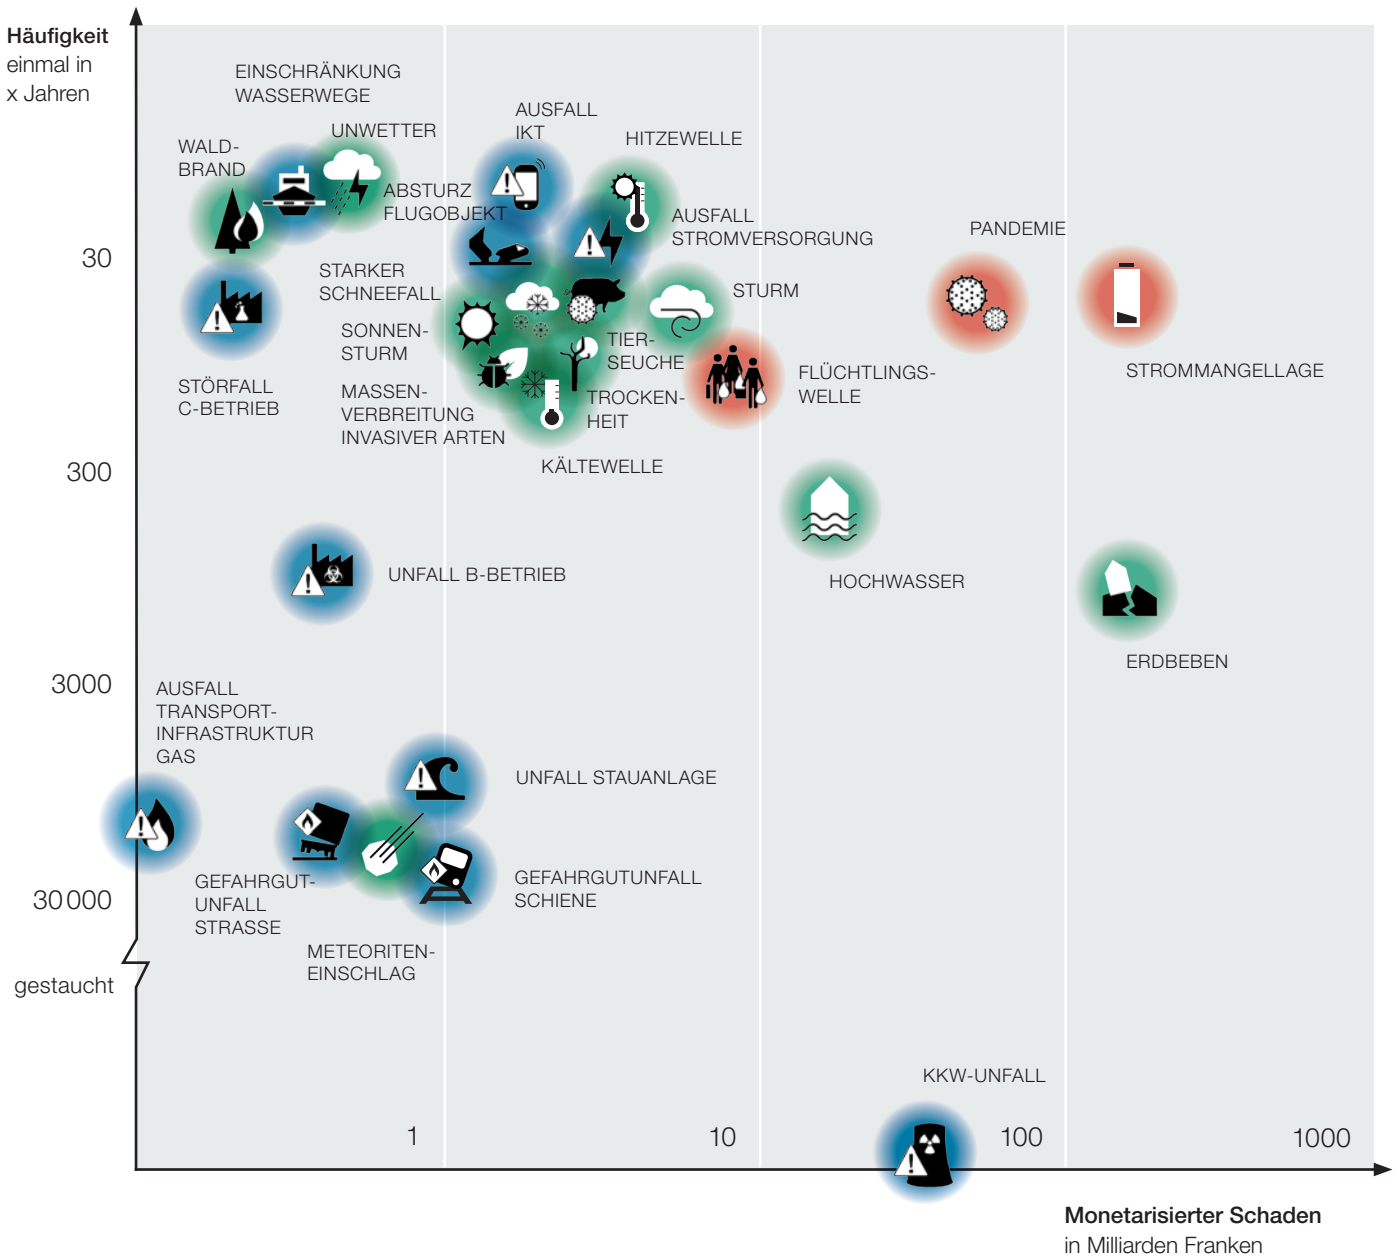 Häufigkeit
einmal in
x Jahren
EINSCHRÄNKUNG
WASSERWEGE
AUSFALL
IKT
UNWETTER
HITZEWELLE
WALD-
BRAND
ABSTURZ
FLUGOBJEKT
AUSFALL
STROMVERSORGUNG
PANDEMIE
30
STARKER
SCHNEEFALL
STURM
SONNEN-
STURM
TIER-
SEUCHE
STROMMANGELLAGE
FLÜCHTLINGS-
WELLE
STÖRFALL
C-BETRIEB
MASSEN-
VERBREITUNG
INVASIVER ARTEN
TROCKEN-
HEIT
KÄLTEWELLE
300
UNFALL B-BETRIEB
HOCHWASSER
ERDBEBEN
3000
AUSFALL
TRANSPORT-
INFRASTRUKTUR
GAS
UNFALL STAUANLAGE
GEFAHRGUT-
UNFALL
STRASSE
GEFAHRGUTUNFALL
SCHIENE
30 000
METEORITEN-
EINSCHLAG
gestaucht
KKW-UNFALL
1
10
100
1000
Monetarisierter Schaden
in Milliarden Franken